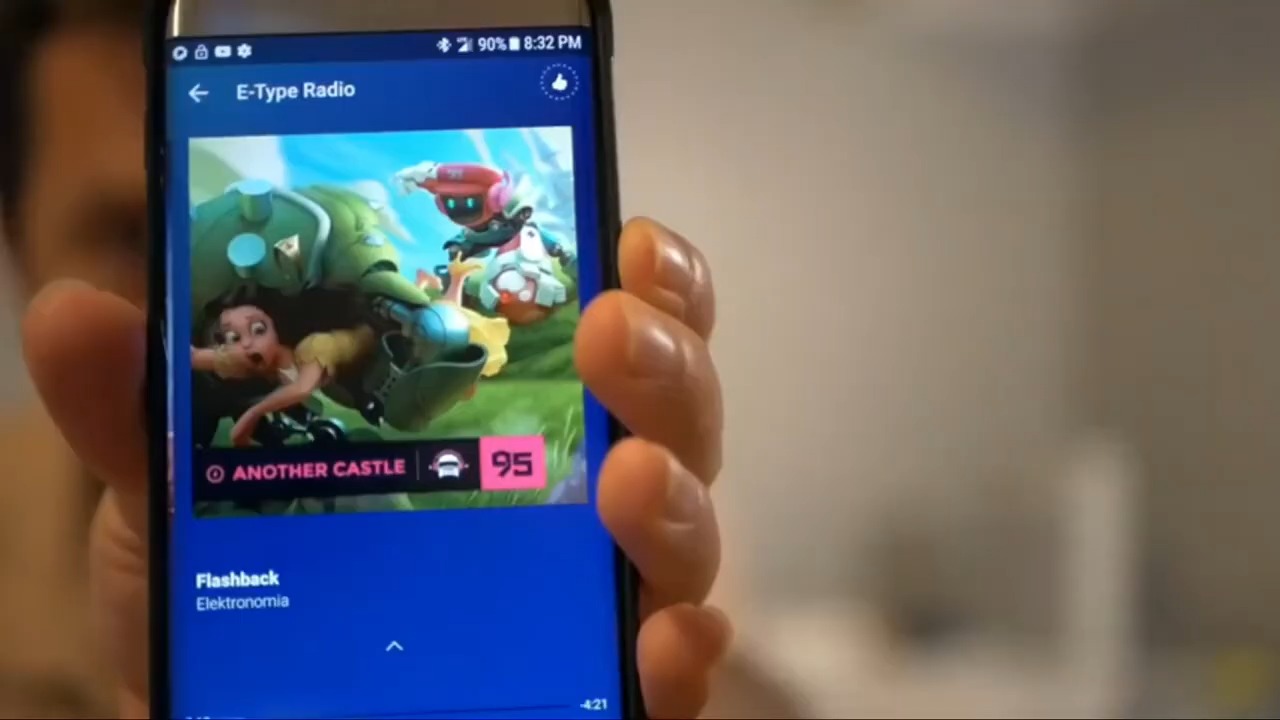 90% 8:32 PM
E-Type Radio
ANOTHER CASTLE 95
Flashback
Elektronomia
-4:21